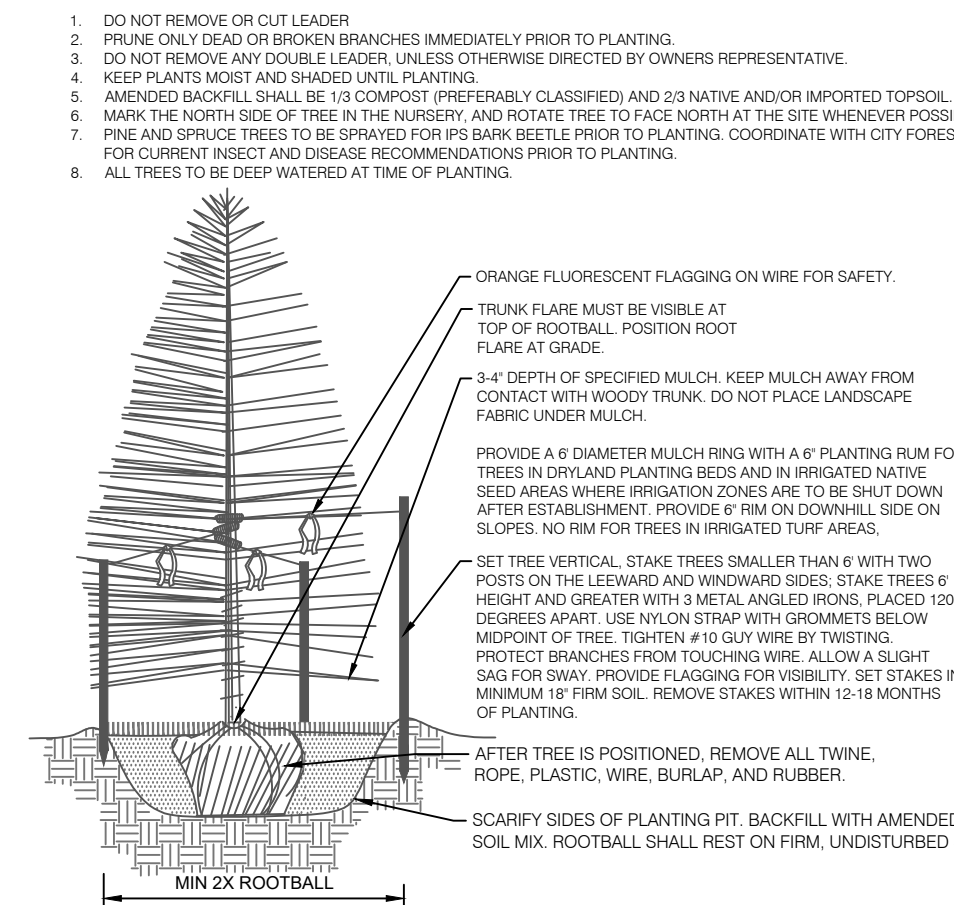 1. DO NOT REMOVE OR CUT LEADER
2. PRUNE ONLY DEAD OR BROKEN BRANCHES IMMEDIATELY PRIOR TO PLANTING.
3. DO NOT REMOVE ANY DOUBLE LEADER, UNLESS OTHERWISE DIRECTED BY OWNERS REPRESENTATIVE.
4. KEEP PLANTS MOIST AND SHADED UNTIL PLANTING.
5. AMENDED BACKFILL SHALL BE 1/3 COMPOST (PREFERABLY CLASSIFIED) AND 2/3 NATIVE AND/OR IMPORTED TOPSOIL.
6. MARK THE NORTH SIDE OF TREE IN THE NURSERY, AND ROTATE TREE TO FACE NORTH AT THE SITE WHENEVER
7. PINE AND SPRUCE TREES TO BE SPRAYED FOR IPS BARK BEETLE PRIOR TO PLANTING. COORDINATE WITH CITY
FOR CURRENT INSECT AND DISEASE RECOMMENDATIONS PRIOR TO PLANTING.
8. ALL TREES TO BE DEEP WATERED AT TIME OF PLANTING.
ORANGE FLUORESCENT FLAGGING ON WIRE FOR SAFETY.
TRUNK FLARE MUST BE VISIBLE AT
TOP OF ROOTBALL. POSITION ROOT
FLARE AT GRADE.
3-4" DEPTH OF SPECIFIED MULCH. KEEP MULCH AWAY FROM
CONTACT WITH WOODY TRUNK. DO NOT PLACE LANDSCAPE
FABRIC UNDER MULCH.
PROVIDE A 6' DIAMETER MULCH RING WITH A 6" PLANTING RUM
TREES IN DRYLAND PLANTING BEDS AND IN IRRIGATED NATIVE
SEED AREAS WHERE IRRIGATION ZONES ARE TO BE SHUT DOWN
AFTER ESTABLISHMENT. PROVIDE 6" RIM ON DOWNHILL SIDE ON
SLOPES. NO RIM FOR TREES IN IRRIGATED TURF AREAS,
SET TREE VERTICAL, STAKE TREES SMALLER THAN 6' WITH TWO
POSTS ON THE LEEWARD AND WINDWARD SIDES; STAKE TREES 6'
HEIGHT AND GREATER WITH 3 METAL ANGLED IRONS, PLACED 120
DEGREES APART. USE NYLON STRAP WITH GROMMETS BELOW
MIDPOINT OF TREE. TIGHTEN #10 GUY WIRE BY TWISTING.
PROTECT BRANCHES FROM TOUCHING WIRE. ALLOW A SLIGHT
SAG FOR SWAY. PROVIDE FLAGGING FOR VISIBILITY. SET STAKES
MINIMUM 18" FIRM SOIL. REMOVE STAKES WITHIN 12-18 MONTHS
OF PLANTING.
AFTER TREE IS POSITIONED, REMOVE ALL TWINE,
ROPE, PLASTIC, WIRE, BURLAP, AND RUBBER.
SCARIFY SIDES OF PLANTING PIT. BACKFILL WITH AMENDED
SOIL MIX. ROOTBALL SHALL REST ON FIRM, UNDISTURBED
MIN 2X ROOTBALL